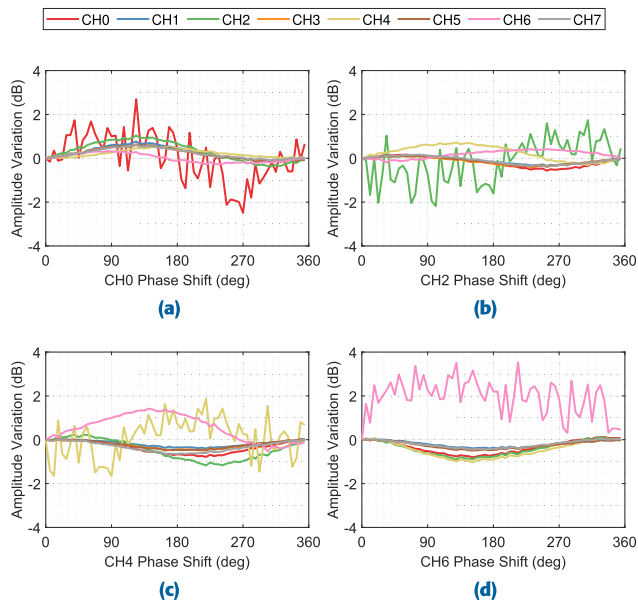 CH0 CH1 CH2 CH3 CH4 CH5 CH6 CH7
4
2
0
-2
-4
Amplitude Variation (dB)
0 90 180 270 360
CH0 Phase Shift (deg)
(a)
4
2
0
-2
-4
Amplitude Variation (dB)
0 90 180 270 360
CH2 Phase Shift (deg)
(b)
4
2
0
-2
-4
Amplitude Variation (dB)
0 90 180 270 360
CH4 Phase Shift (deg)
(c)
4
2
0
-2
-4
Amplitude Variation (dB)
0 90 180 270 360
CH6 Phase Shift (deg)
(d)